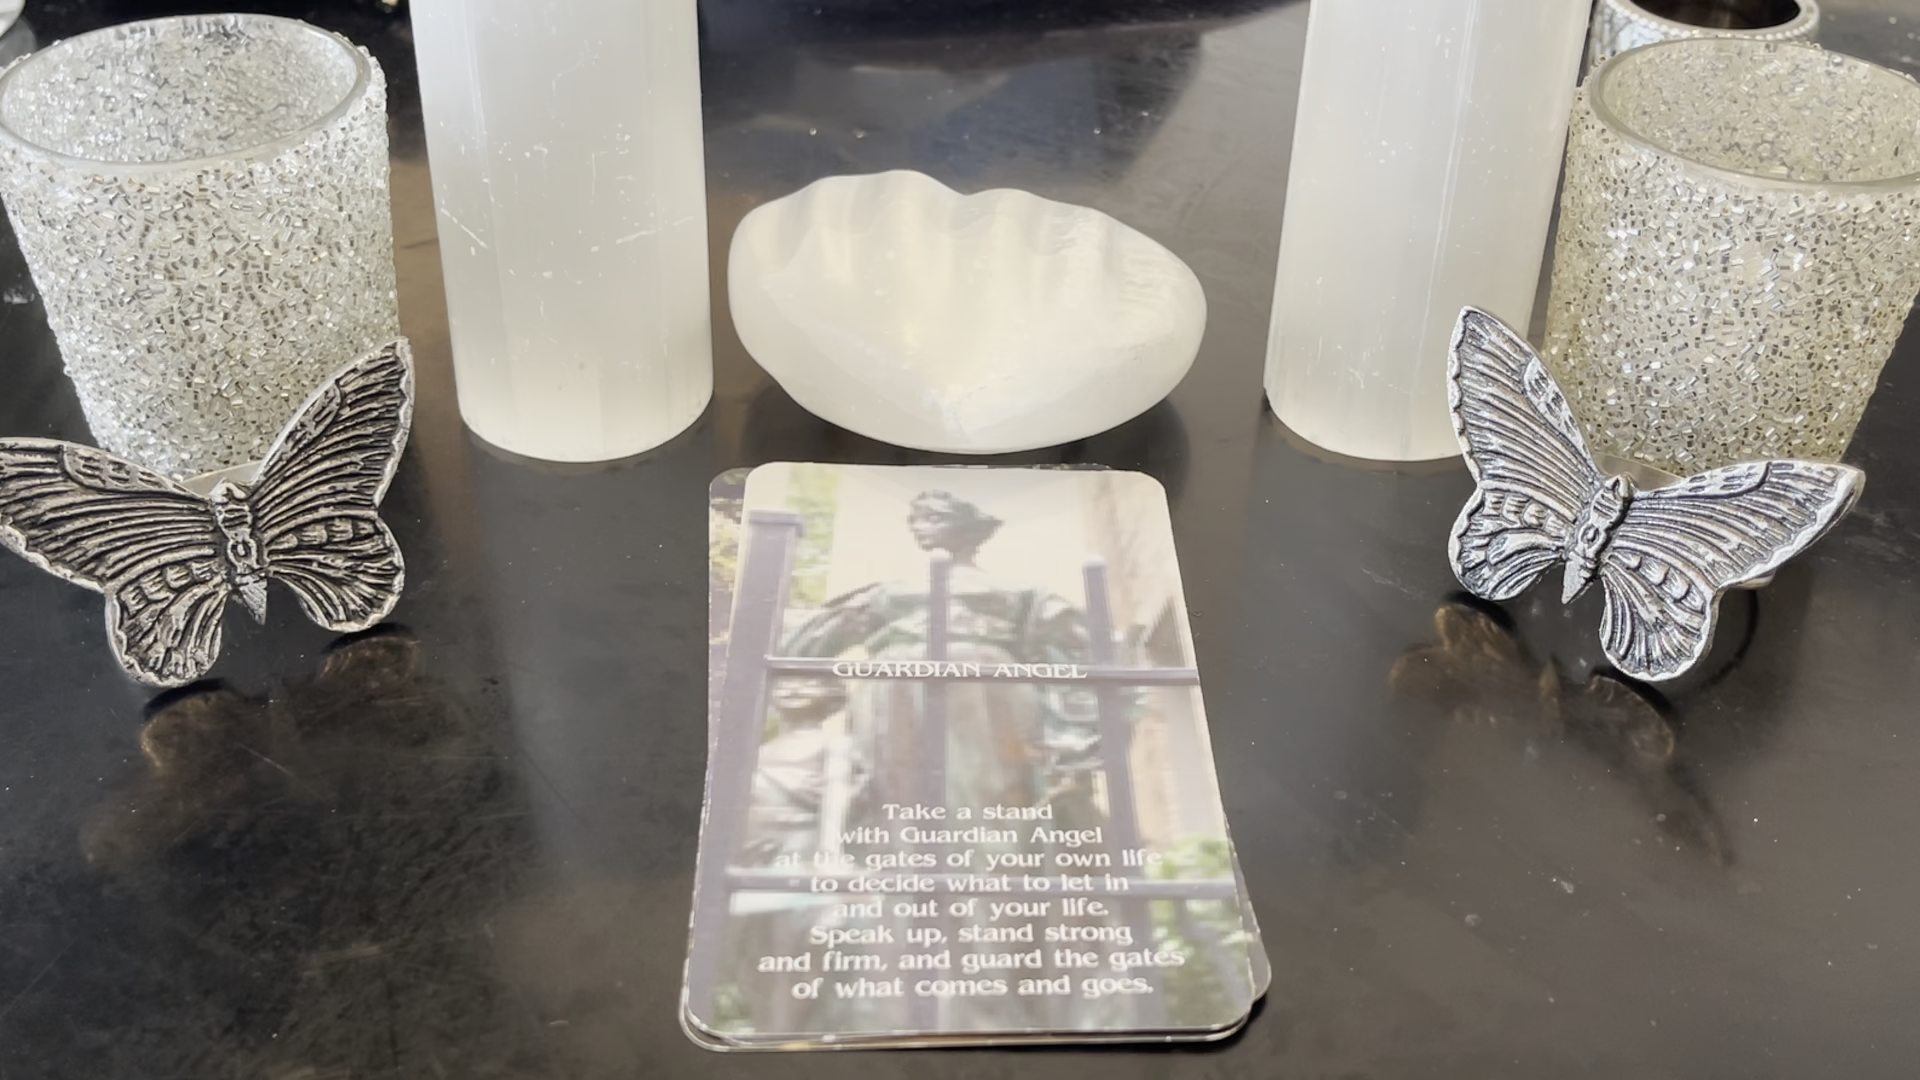 GUARDIAN ANGEL
Take a stand
with Guardian Angel
at the gates of your own life
to decide what to let in
and out of your life.
Speak up, stand strong
and firm, and guard the gates
of what comes and goes.